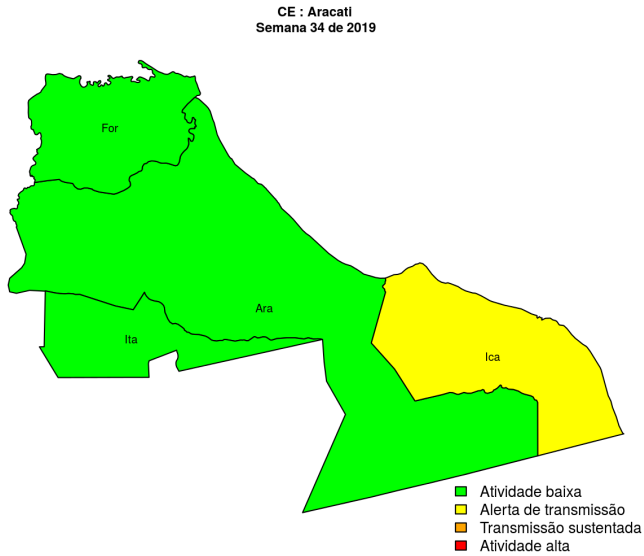 CE : Aracati
Semana 34 de 2019
For
Ara
Ita
Ica
Atividade baixa
Alerta de transmissão
Transmissão sustentada
Atividade alta